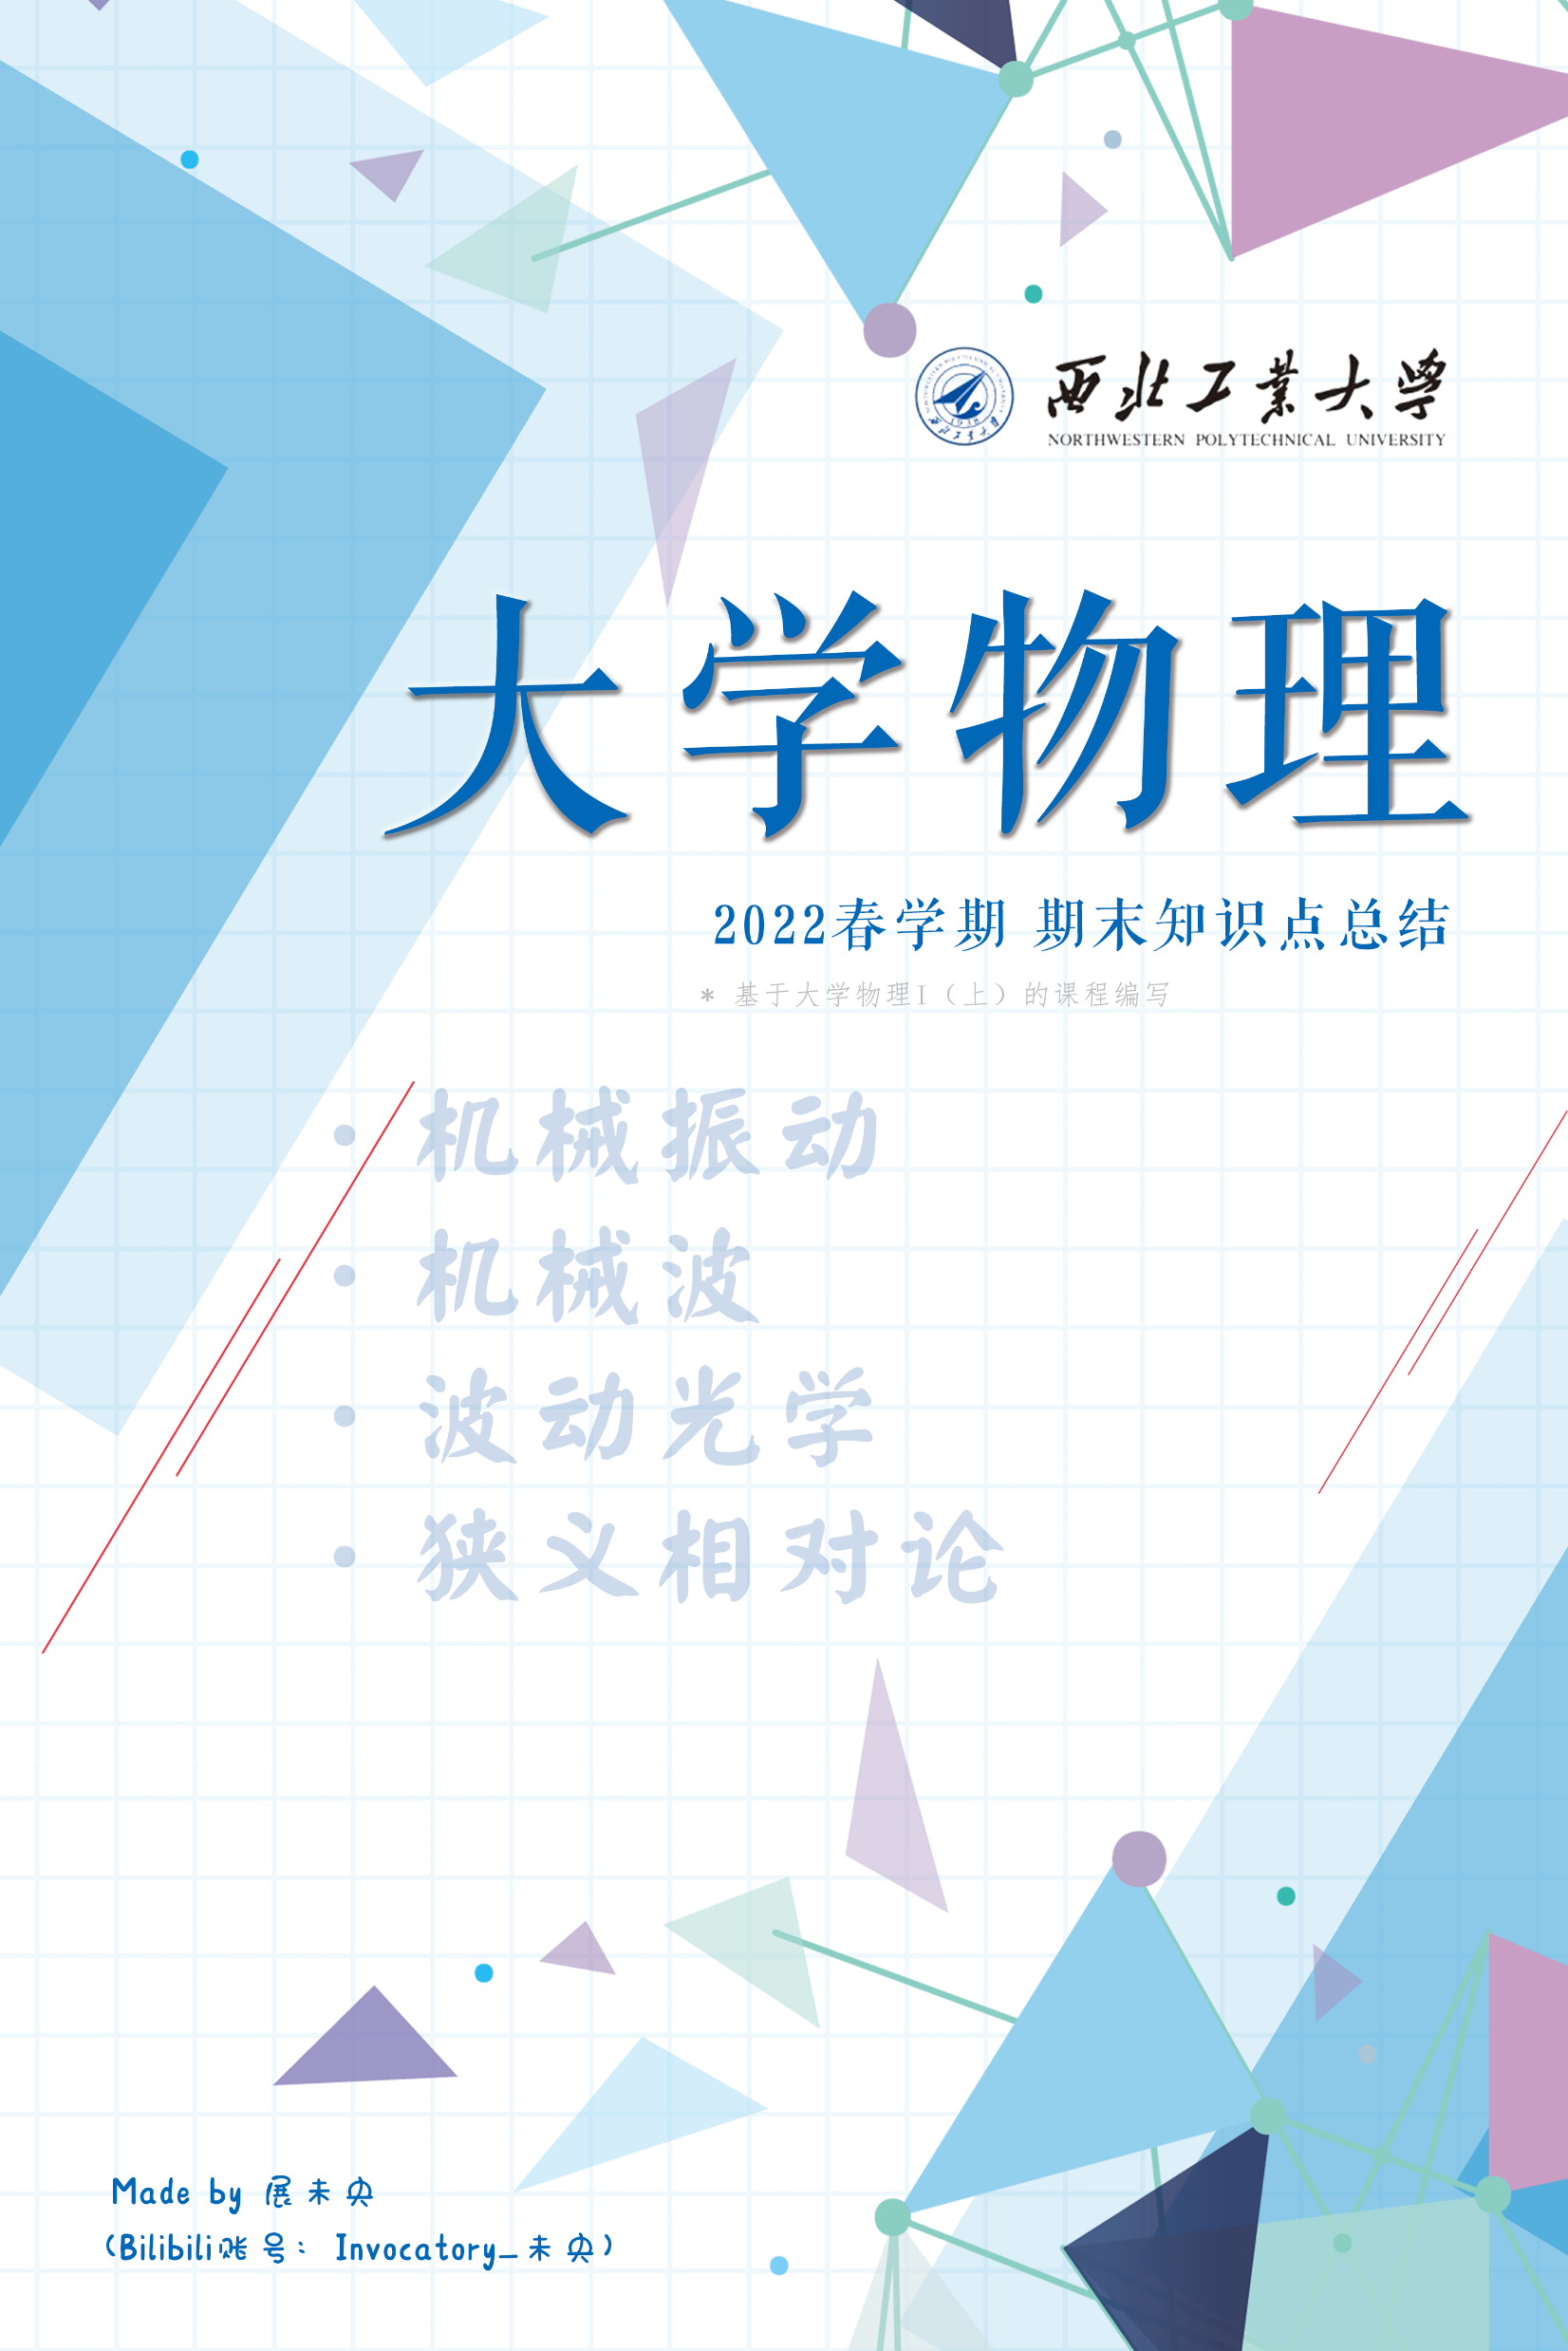 西北工业大学
NORTHWESTERN POLYTECHNICAL UNIVERSITY
大学物理
2022春学期 期末知识点总结
* 基于大学物理I（上）的课程编写
• 机械振动
• 机械波
• 波动光学
• 狭义相对论
Made by 展未央
(Bilibili账号： Invocatory_未央)